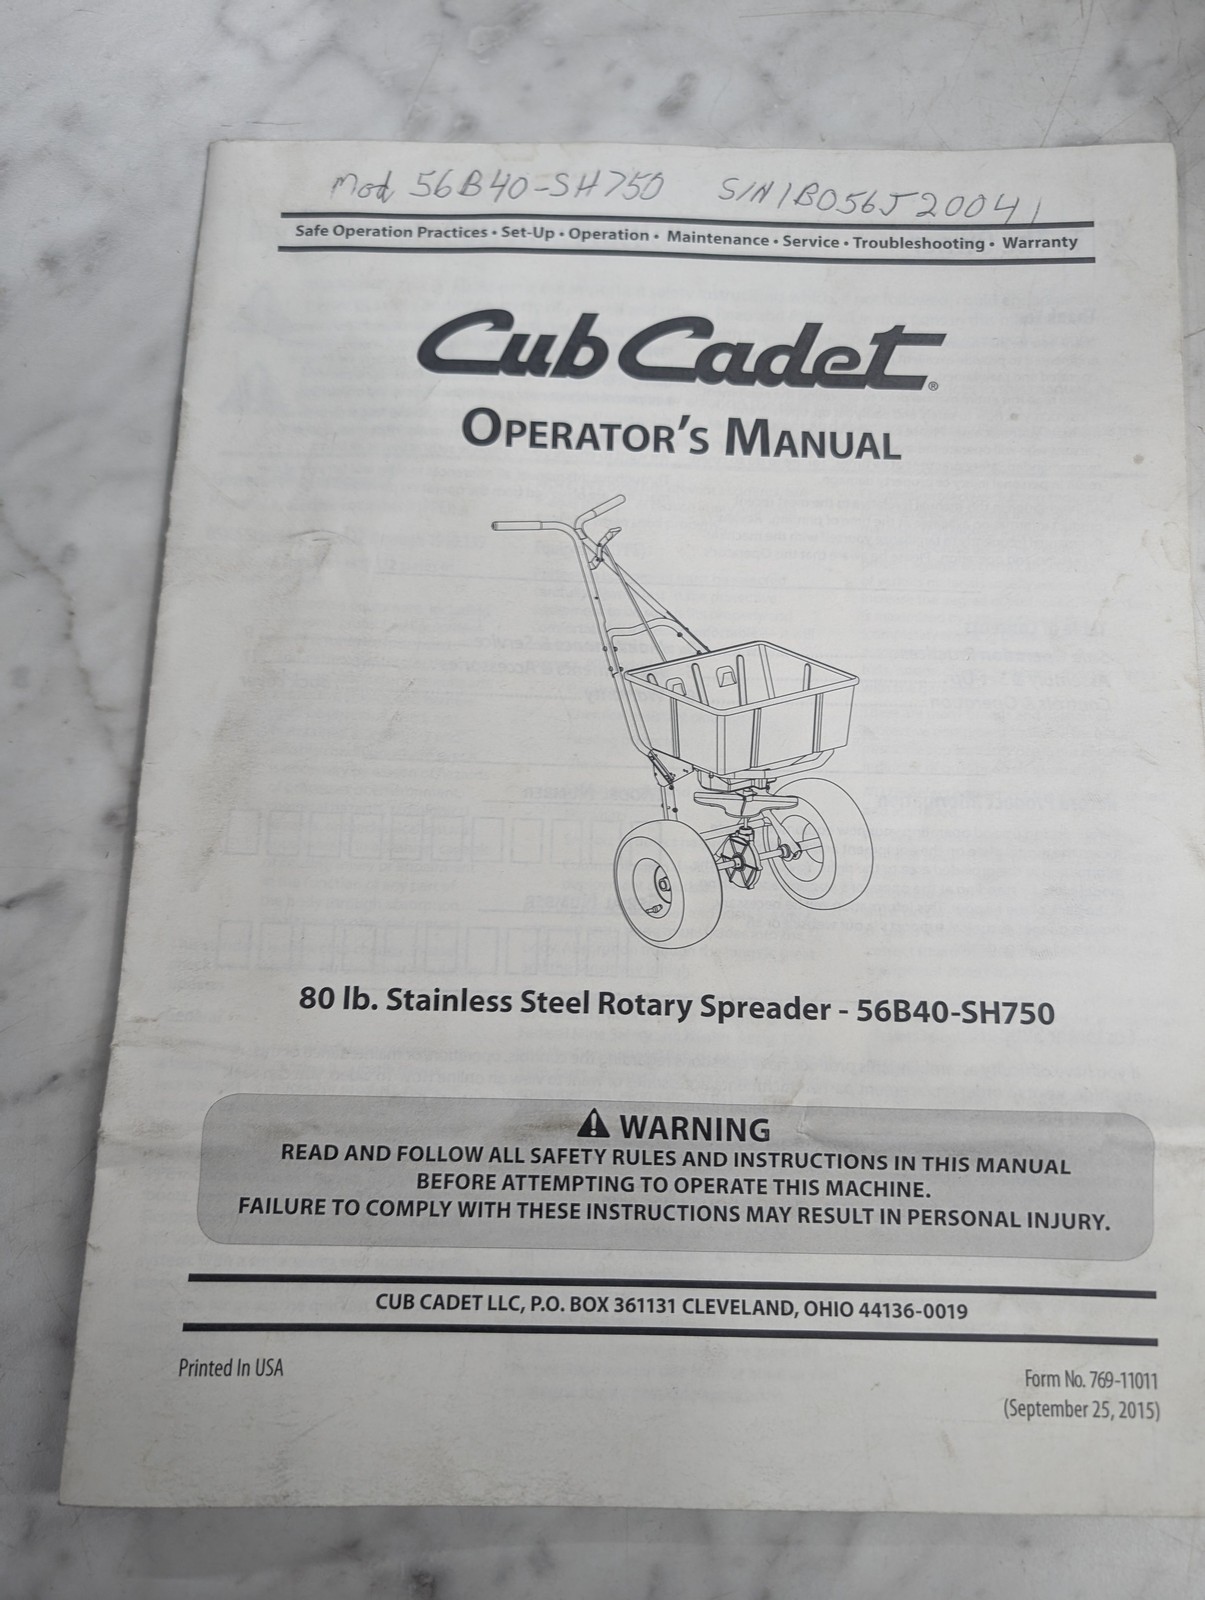 Mod 56B40-SH750 S/N 1B056J20041
Safe Operation Practices • Set-Up • Operation • Maintenance • Service • Troubleshooting • Warranty
Cub Cadet®
OPERATOR'S MANUAL
80 lb. Stainless Steel Rotary Spreader - 56B40-SH750
WARNING
READ AND FOLLOW ALL SAFETY RULES AND INSTRUCTIONS IN THIS MANUAL
BEFORE ATTEMPTING TO OPERATE THIS MACHINE.
FAILURE TO COMPLY WITH THESE INSTRUCTIONS MAY RESULT IN PERSONAL INJURY.
CUB CADET LLC, P.O. BOX 361131 CLEVELAND, OHIO 44136-0019
Printed In USA
Form No. 769-11011
(September 25, 2015)